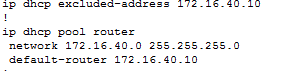 ip dhcp excluded-address 172.16.40.10
!
ip dhcp pool router
network 172.16.40.0 255.255.255.0
default-router 172.16.40.10